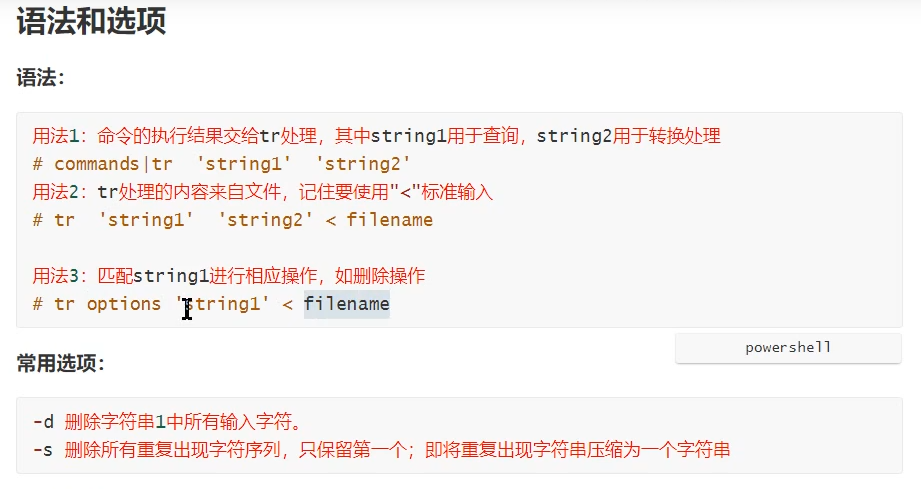 语法和选项
语法：
用法1：命令的执行结果交给tr处理，其中string1用于查询，string2用于转换处理
# commands|tr  'string1'  'string2'
用法2：tr处理的内容来自文件，记住要使用"<"标准输入
# tr  'string1'  'string2' < filename
用法3：匹配string1进行相应操作，如删除操作
# tr options 'string1' < filename
powershell
常用选项：
-d 删除字符串1中所有输入字符。
-s 删除所有重复出现字符序列，只保留第一个；即将重复出现字符串压缩为一个字符串